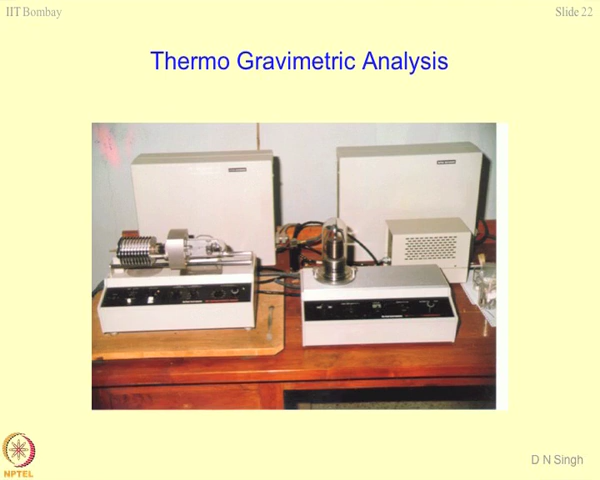 IIT Bombay
Slide 22
Thermo Gravimetric Analysis
D N Singh
NPTEL